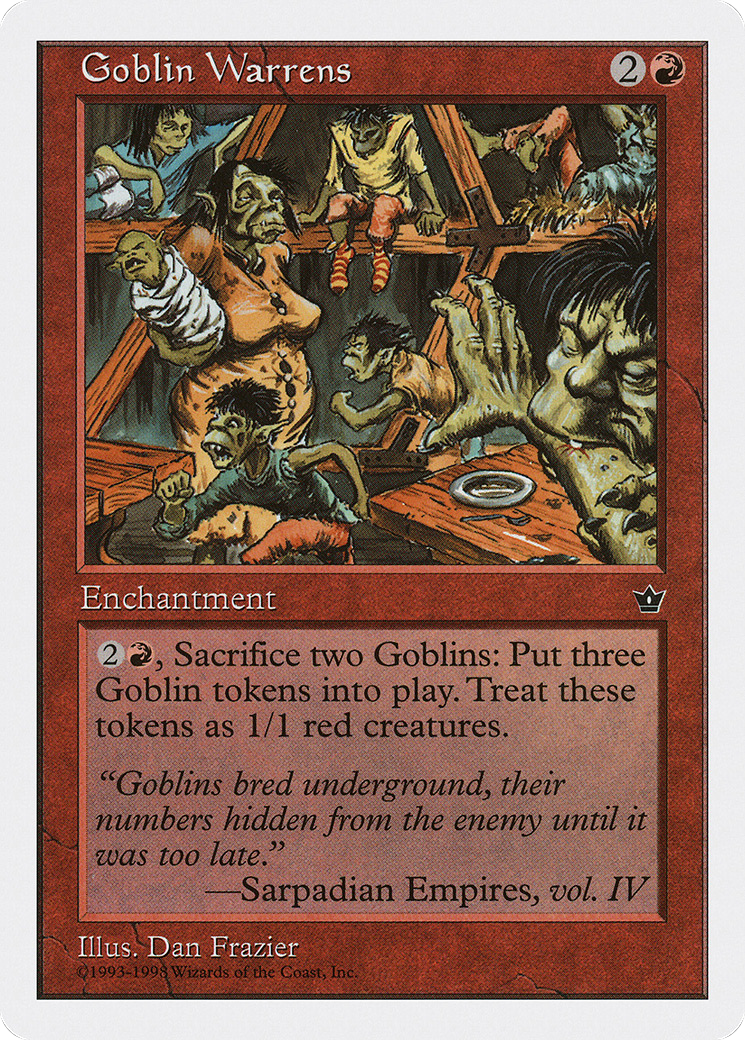 Goblin Warrens 2
Enchantment
2, Sacrifice two Goblins: Put three
Goblin tokens into play. Treat these
tokens as 1/1 red creatures.
“Goblins bred underground, their
numbers hidden from the enemy until it
was too late.”
—Sarpadian Empires, vol. IV
Illus. Dan Frazier
©1993-1998 Wizards of the Coast, Inc.